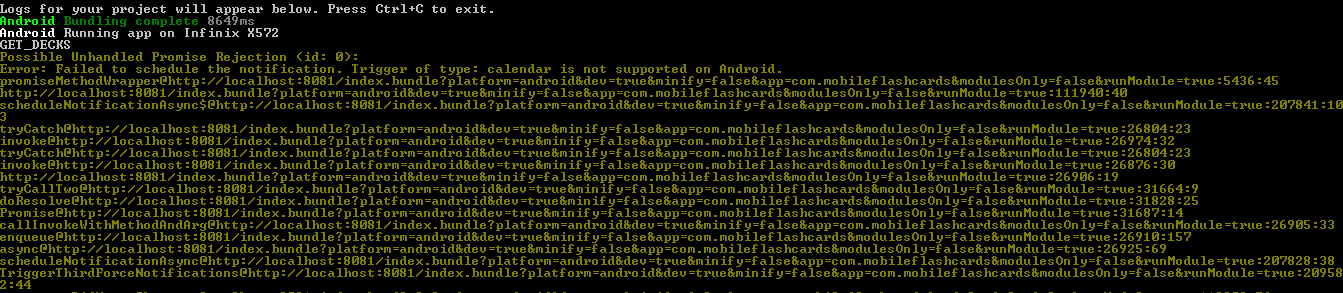 Logs for your project will appear below. Press Ctrl+C to exit.
Android Bundling complete 8649ms
Android Running app on Infinix X572
GET_DECKS
Possible Unhandled Promise Rejection (id: 0):
Error: Failed to schedule the notification. Trigger of type: calendar is not supported on Android.
promiseMethodWrapper@http://localhost:8081/index.bundle?platform=android&dev=true&minify=false&app=com.mobileflashcards&modulesOnly=false&runModule=true:5436:45
http://localhost:8081/index.bundle?platform=android&dev=true&minify=false&app=com.mobileflashcards&modulesOnly=false&runModule=true:111940:40
scheduleNotificationAsync$@http://localhost:8081/index.bundle?platform=android&dev=true&minify=false&app=com.mobileflashcards&modulesOnly=false&runModule=true:207841:10
3
tryCatch@http://localhost:8081/index.bundle?platform=android&dev=true&minify=false&app=com.mobileflashcards&modulesOnly=false&runModule=true:26804:23
invoke@http://localhost:8081/index.bundle?platform=android&dev=true&minify=false&app=com.mobileflashcards&modulesOnly=false&runModule=true:26974:32
tryCatch@http://localhost:8081/index.bundle?platform=android&dev=true&minify=false&app=com.mobileflashcards&modulesOnly=false&runModule=true:26804:23
invoke@http://localhost:8081/index.bundle?platform=android&dev=true&minify=false&app=com.mobileflashcards&modulesOnly=false&runModule=true:26876:30
http://localhost:8081/index.bundle?platform=android&dev=true&minify=false&app=com.mobileflashcards&modulesOnly=false&runModule=true:26906:19
tryCallTwo@http://localhost:8081/index.bundle?platform=android&dev=true&minify=false&app=com.mobileflashcards&modulesOnly=false&runModule=true:31664:9
doResolve@http://localhost:8081/index.bundle?platform=android&dev=true&minify=false&app=com.mobileflashcards&modulesOnly=false&runModule=true:31828:25
Promise@http://localhost:8081/index.bundle?platform=android&dev=true&minify=false&app=com.mobileflashcards&modulesOnly=false&runModule=true:31687:14
callInvokeWithMethodAndArg@http://localhost:8081/index.bundle?platform=android&dev=true&minify=false&app=com.mobileflashcards&modulesOnly=false&runModule=true:26905:33
enqueue@http://localhost:8081/index.bundle?platform=android&dev=true&minify=false&app=com.mobileflashcards&modulesOnly=false&runModule=true:26910:157
async@http://localhost:8081/index.bundle?platform=android&dev=true&minify=false&app=com.mobileflashcards&modulesOnly=false&runModule=true:26927:69
scheduleNotificationAsync@http://localhost:8081/index.bundle?platform=android&dev=true&minify=false&app=com.mobileflashcards&modulesOnly=false&runModule=true:207828:38
TriggerThirdForceNotifications@http://localhost:8081/index.bundle?platform=android&dev=true&minify=false&app=com.mobileflashcards&modulesOnly=false&runModule=true:20958
2:44